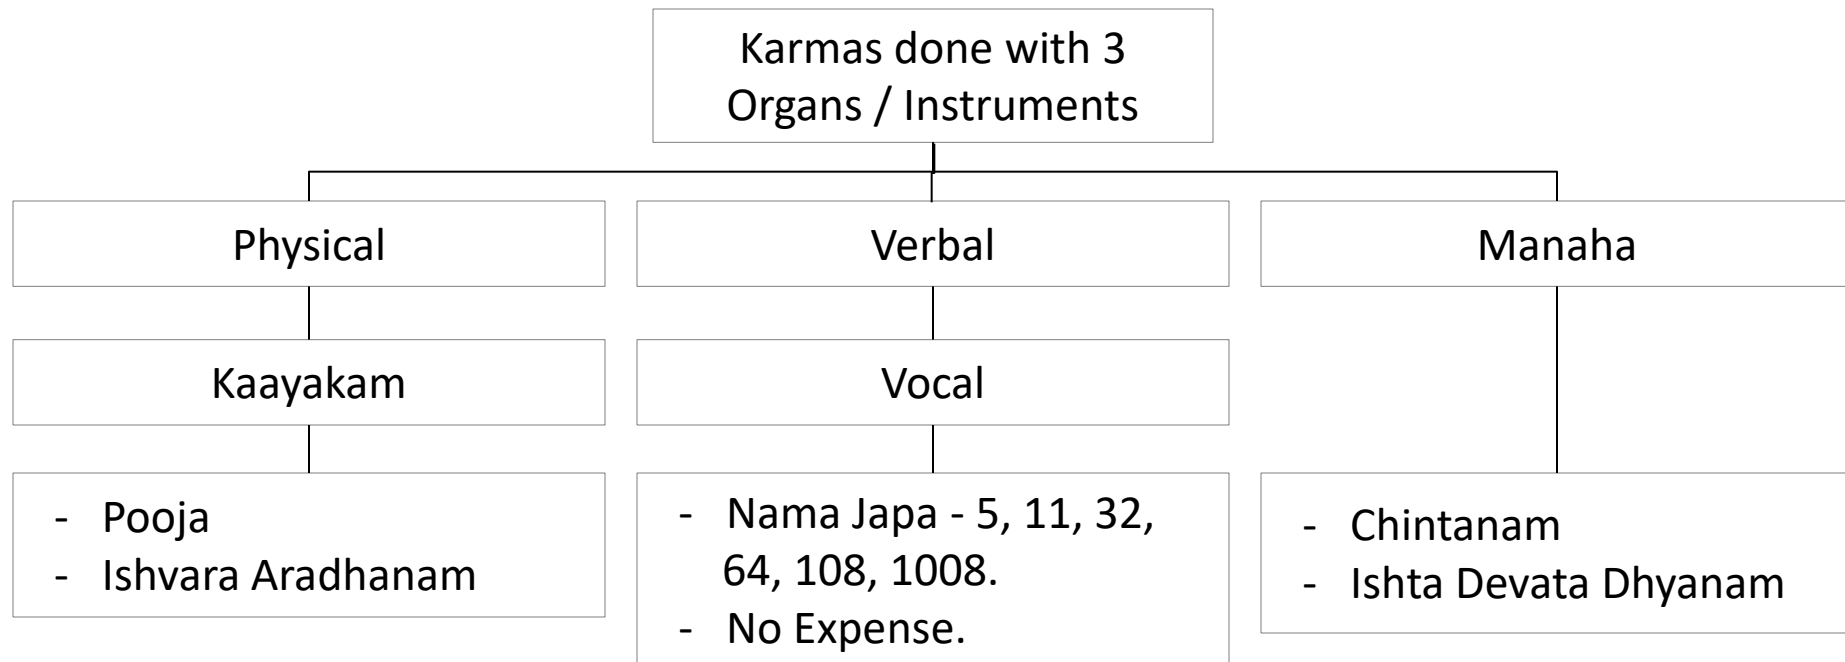 Karmas done with 3
Organs / Instruments
Physical
Verbal
Manaha
Kaayakam
Vocal
- Pooja
- Ishvara Aradhanam
- Nama Japa - 5, 11, 32,
64, 108, 1008.
- No Expense.
- Chintanam
- Ishta Devata Dhyanam